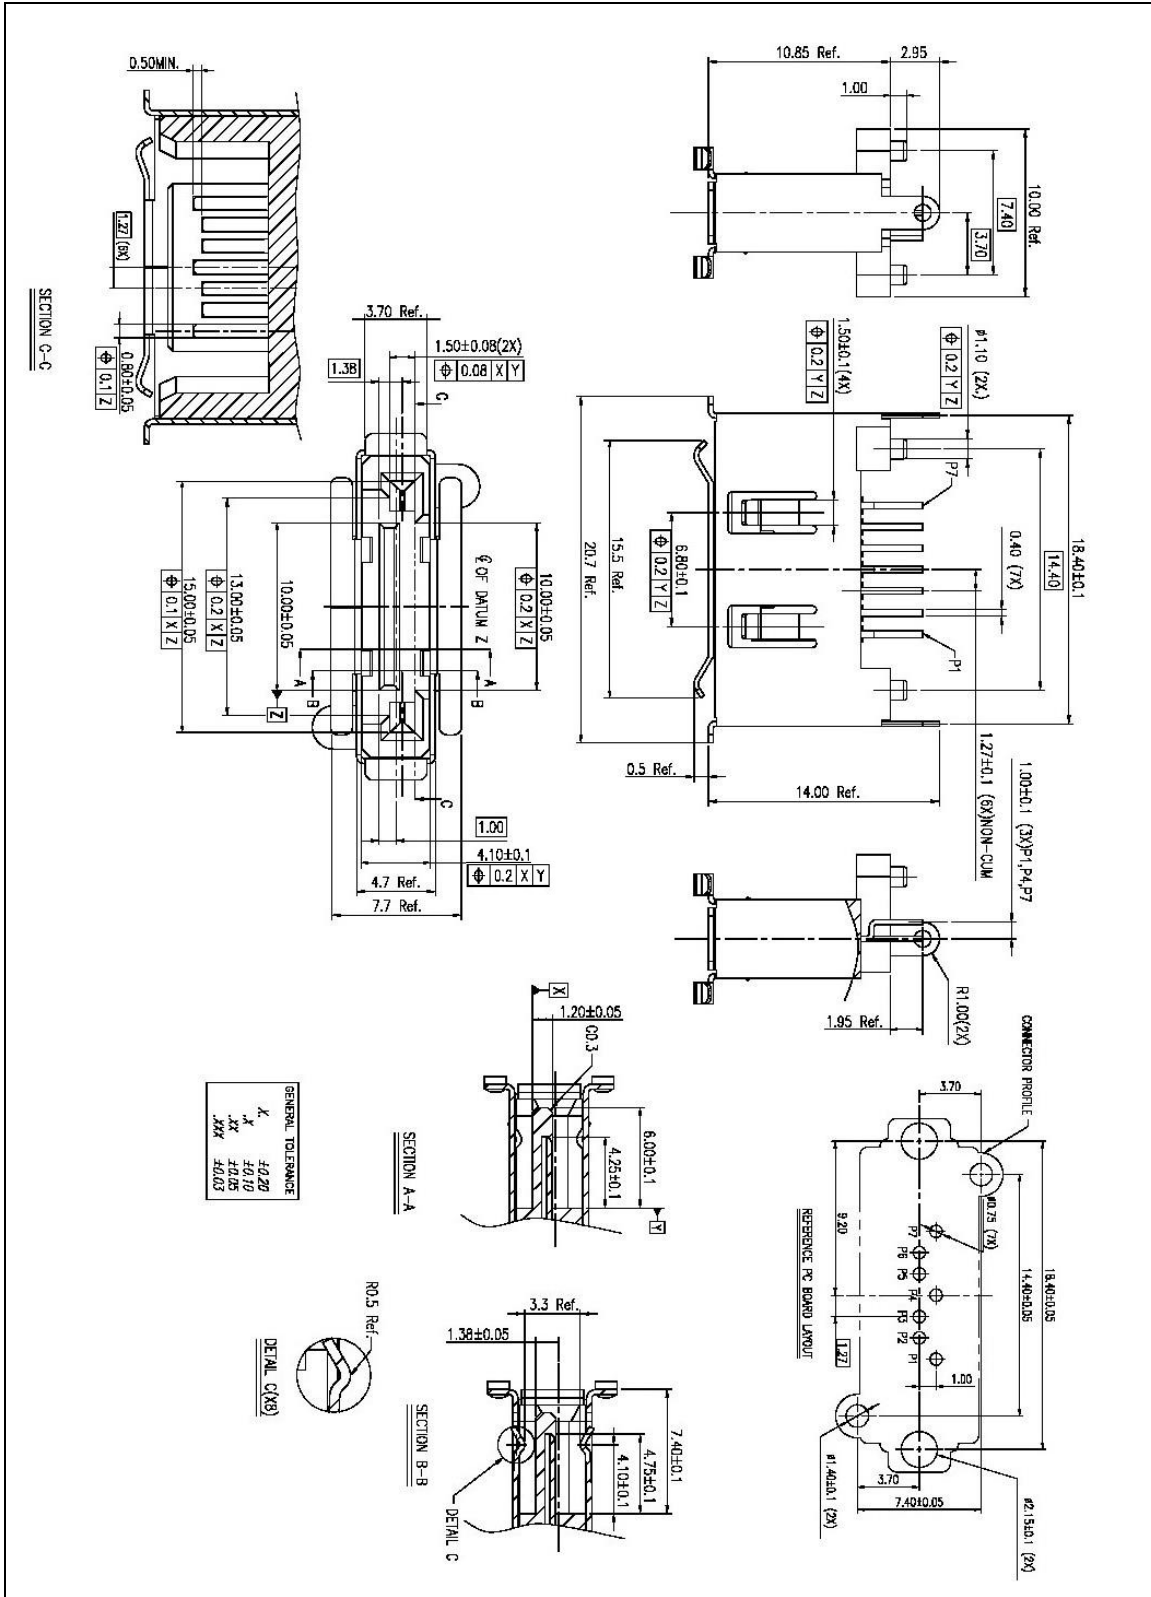 0.50MIN.
1.27 (6X)
0.80±0.05
⌖ 0.1 Z
SECTION C-C
10.85 Ref.
2.95
1.00
10.00 Ref.
7.40
3.70
3.70 Ref.
1.50±0.08(2X)
⌖ 0.08 X Y
1.38
C
C
10.00±0.05
⌖ 0.2 X Z
℄ OF DATUM Z
A
A
B
B
Z
10.00±0.05
13.00±0.05
⌖ 0.2 X Z
15.00±0.05
⌖ 0.1 X Z
1.00
4.10±0.1
⌖ 0.2 X Y
4.7 Ref.
7.7 Ref.
1.50±0.1(4X)
⌖ 0.2 Y Z
ø1.10 (2X)
⌖ 0.2 Y Z
P7
P1
0.40 (7X)
14.40
18.40±0.1
6.80±0.1
⌖ 0.2 Y Z
15.5 Ref.
20.7 Ref.
0.5 Ref.
14.00 Ref.
1.27±0.1 (6X)NON-CUM
1.00±0.1 (3X)P1,P4,P7
R1.00(2X)
1.95 Ref.
CONNECTOR PROFILE
3.70
ø0.75 (7X)
9.20
14.40±0.05
18.40±0.05
P7
P6
P5
P4
P3
P2
P1
1.27
1.00
3.70
7.40±0.05
ø1.40±0.1 (2X)
ø2.15±0.1 (2X)
REFERENCE PC BOARD LAYOUT
X
1.20±0.05
C0.3
6.00±0.1
4.25±0.1
Y
SECTION A-A
3.3 Ref.
1.38±0.05
7.40±0.1
4.75±0.1
4.10±0.1
DETAIL C
SECTION B-B
R0.5 Ref.
DETAIL C(X8)
GENERAL TOLERANCE
X. ±0.20
.X ±0.10
.XX ±0.05
.XXX ±0.03